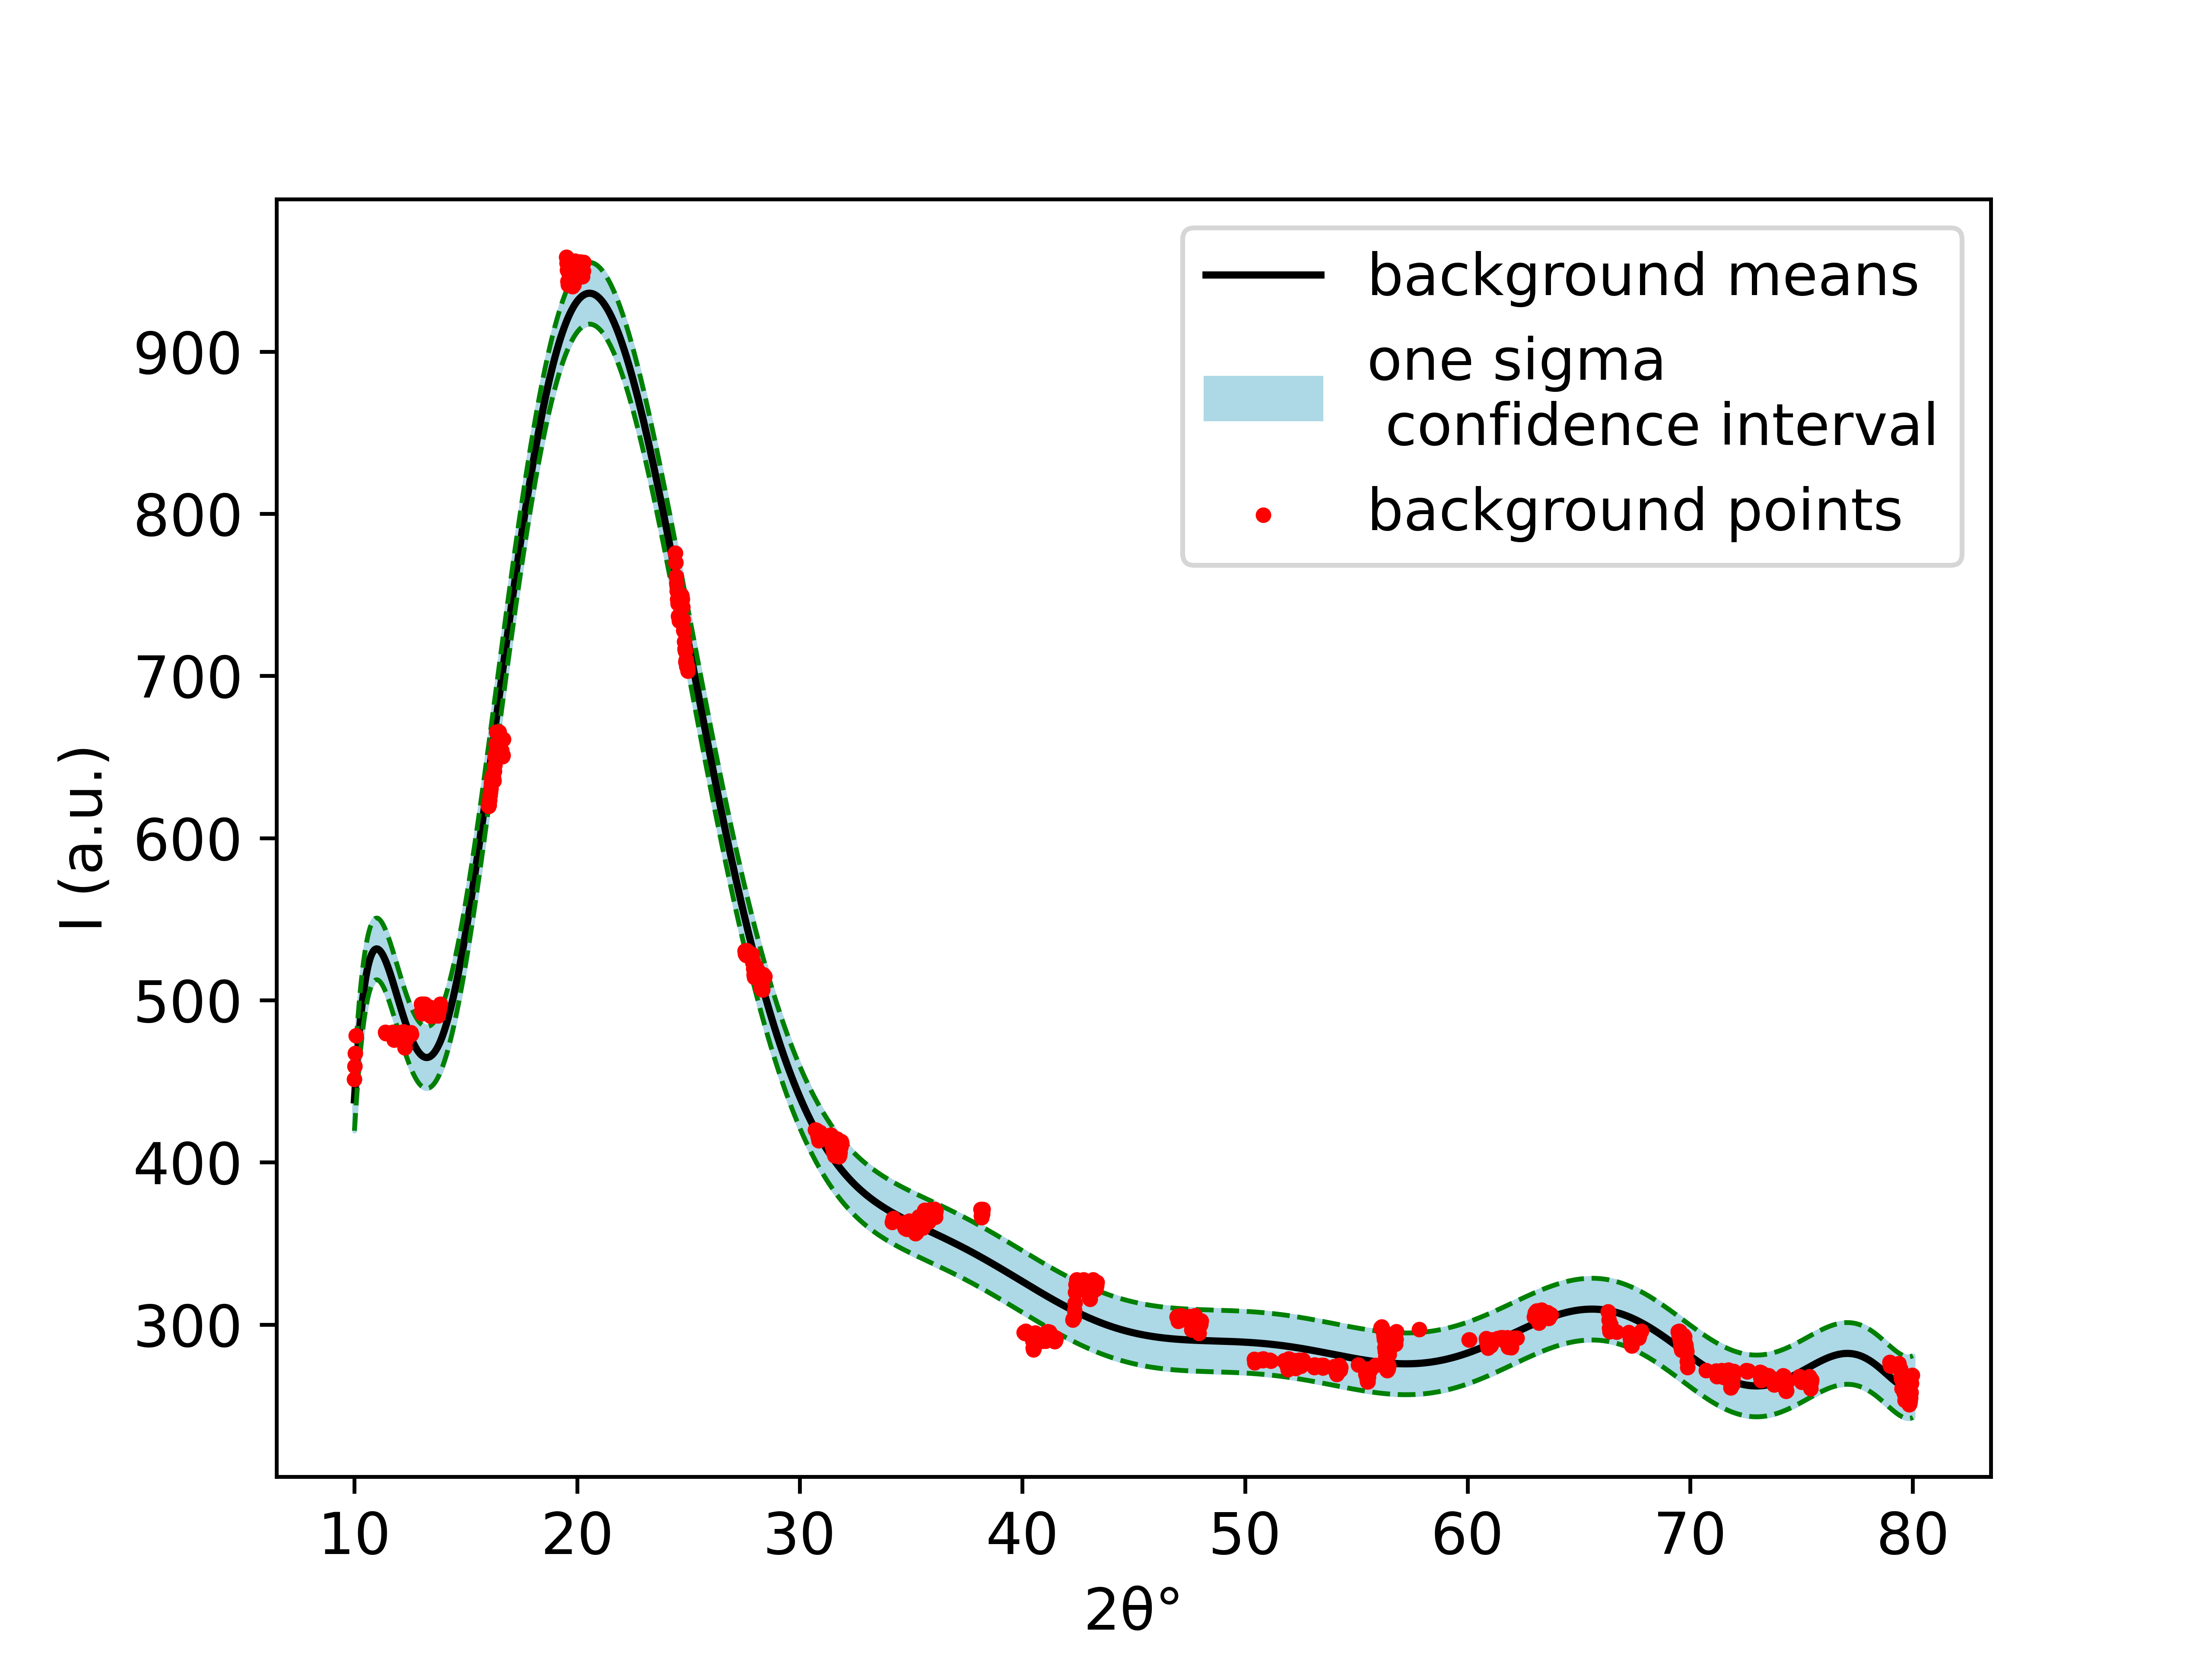 background means
one sigma
confidence interval
background points
900
800
700
600
500
400
300
I (a.u.)
10 20 30 40 50 60 70 80
2θ°